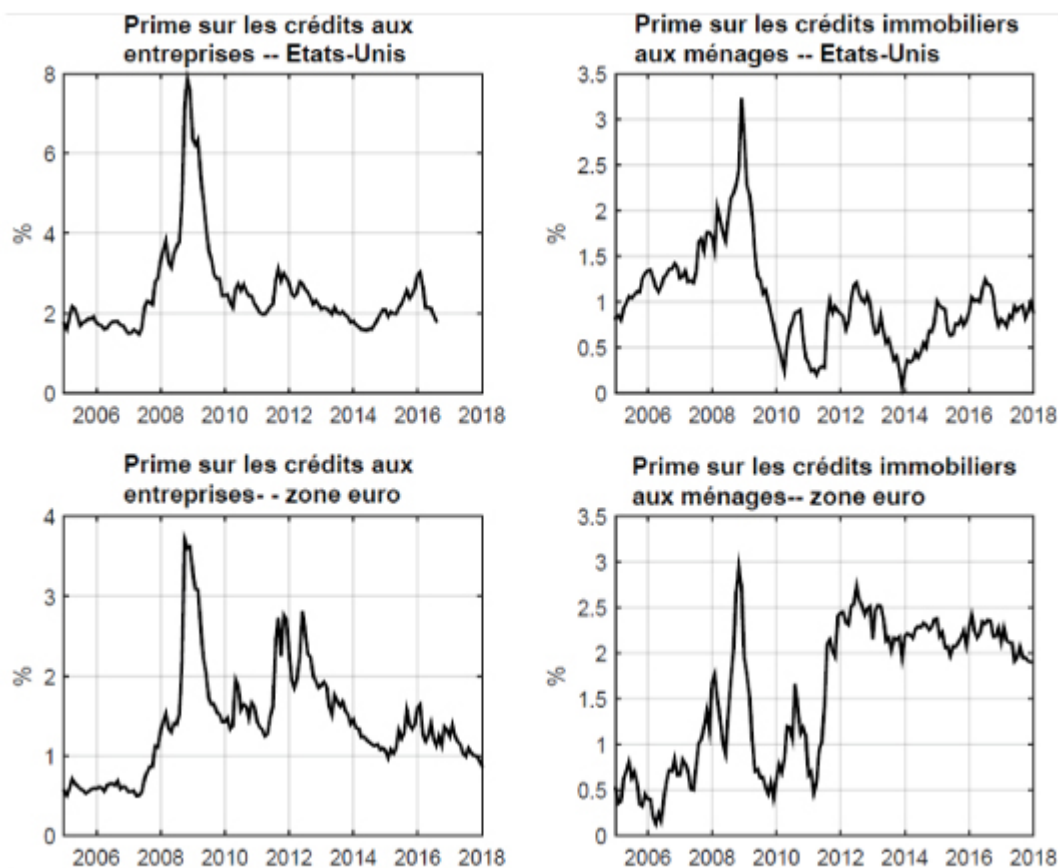 Prime sur les crédits aux
entreprises -- Etats-Unis
8
6
4
2
0
%
2006 2008 2010 2012 2014 2016 2018
Prime sur les crédits immobiliers
aux ménages -- Etats-Unis
3.5
3
2.5
2
1.5
1
0.5
0
%
2006 2008 2010 2012 2014 2016 2018
Prime sur les crédits aux
entreprises- - zone euro
4
3
2
1
0
%
2006 2008 2010 2012 2014 2016 2018
Prime sur les crédits immobiliers
aux ménages-- zone euro
3.5
3
2.5
2
1.5
1
0.5
0
%
2006 2008 2010 2012 2014 2016 2018